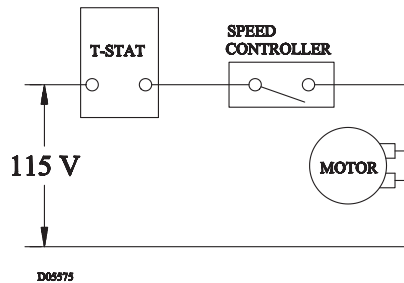 T-STAT
SPEED
CONTROLLER
115 V
MOTOR
D05575